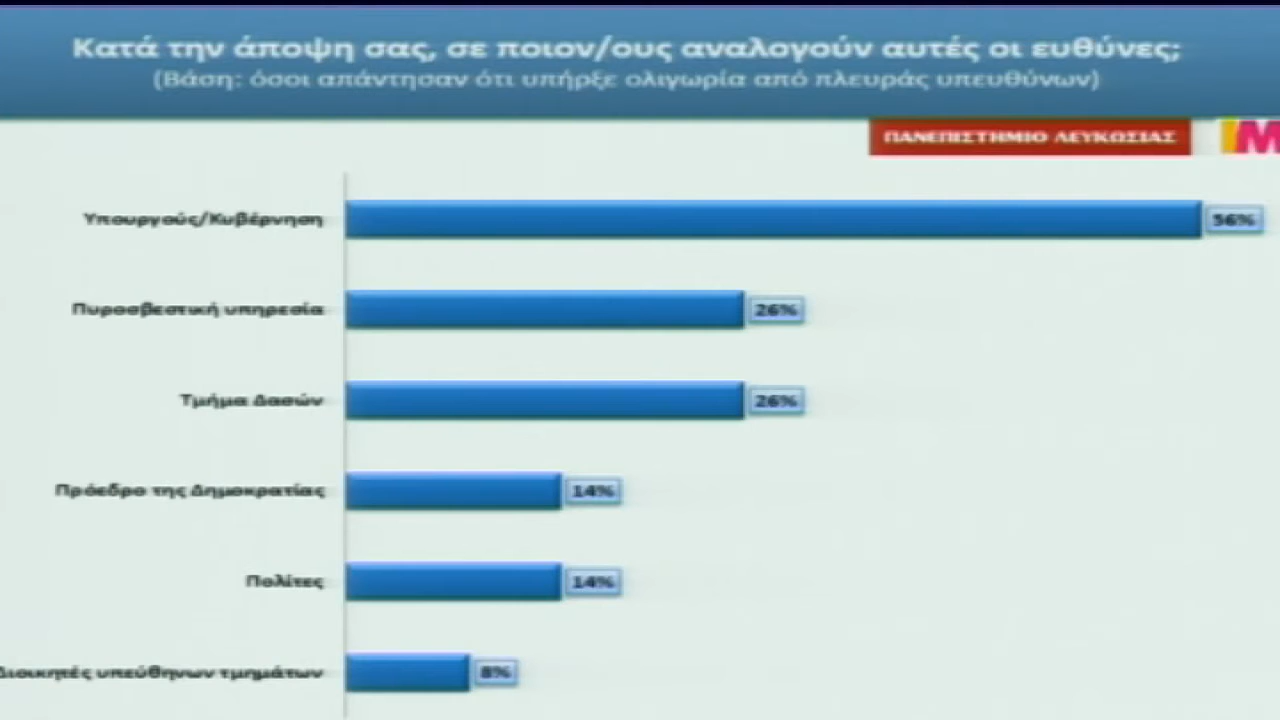 Κατά την άποψη σας, σε ποιον/ους αναλογούν αυτές οι ευθύνες;
(Βάση: όσοι απάντησαν ότι υπήρξε ολιγωρία από πλευράς υπευθύνων)
ΠΑΝΕΠΙΣΤΗΜΙΟ ΛΕΥΚΩΣΙΑΣ IM
Υπουργούς/Κυβέρνηση 56%
Πυροσβεστική υπηρεσία 26%
Τμήμα Δασών 26%
Πρόεδρο της Δημοκρατίας 14%
Πολίτες 14%
Διοικητές υπεύθηνων τμημάτων 8%